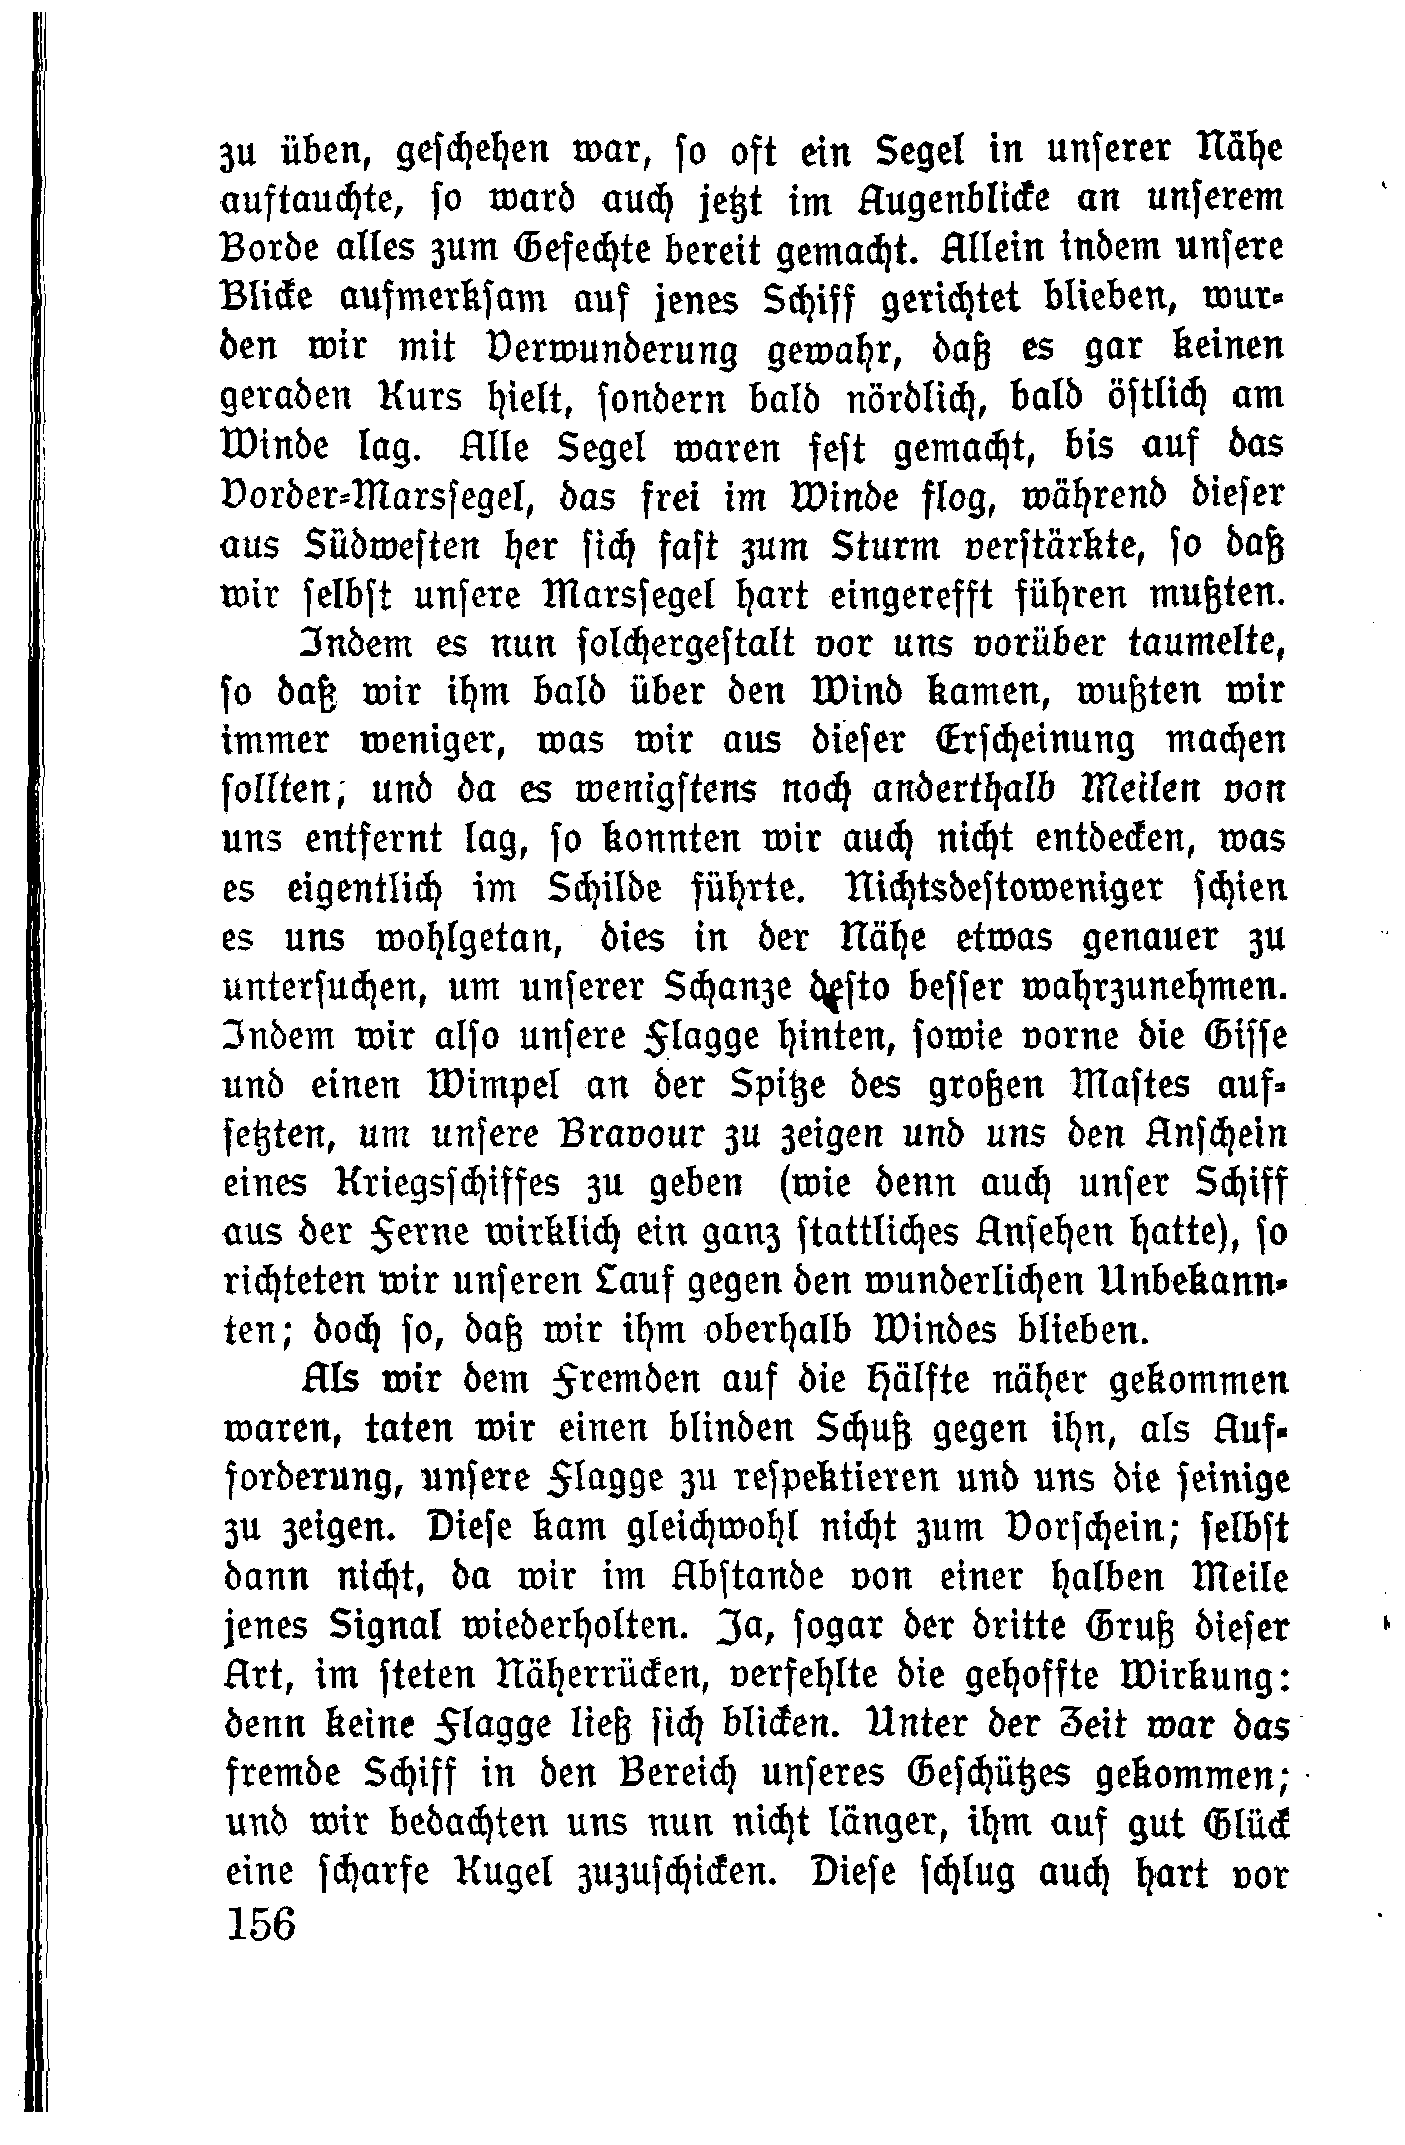 zu üben, geschehen war, so oft ein Segel in unserer Nähe
auftauchte, so ward auch jetzt im Augenblicke an unserem
Borde alles zum Gefechte bereit gemacht. Allein indem unsere
Blicke aufmerksam auf jenes Schiff gerichtet blieben, wur-
den wir mit Verwunderung gewahr, daß es gar keinen
geraden Kurs hielt, sondern bald nördlich, bald östlich am
Winde lag. Alle Segel waren fest gemacht, bis auf das
Vorder-Marssegel, das frei im Winde flog, während dieser
aus Südwesten her sich fast zum Sturm verstärkte, so daß
wir selbst unsere Marssegel hart eingerefft führen mußten.
Indem es nun solchergestalt vor uns vorüber taumelte,
so daß wir ihm bald über den Wind kamen, wußten wir
immer weniger, was wir aus dieser Erscheinung machen
sollten; und da es wenigstens noch anderthalb Meilen von
uns entfernt lag, so konnten wir auch nicht entdecken, was
es eigentlich im Schilde führte. Nichtsdestoweniger schien
es uns wohlgetan, dies in der Nähe etwas genauer zu
untersuchen, um unserer Schanze desto besser wahrzunehmen.
Indem wir also unsere Flagge hinten, sowie vorne die Gisse
und einen Wimpel an der Spitze des großen Mastes auf-
setzten, um unsere Bravour zu zeigen und uns den Anschein
eines Kriegsschiffes zu geben (wie denn auch unser Schiff
aus der Ferne wirklich ein ganz stattliches Ansehen hatte), so
richteten wir unseren Lauf gegen den wunderlichen Unbekann-
ten; doch so, daß wir ihm oberhalb Windes blieben.
Als wir dem Fremden auf die Hälfte näher gekommen
waren, taten wir einen blinden Schuß gegen ihn, als Auf-
forderung, unsere Flagge zu respektieren und uns die seinige
zu zeigen. Diese kam gleichwohl nicht zum Vorschein; selbst
dann nicht, da wir im Abstande von einer halben Meile
jenes Signal wiederholten. Ja, sogar der dritte Gruß dieser
Art, im steten Näherrücken, verfehlte die gehoffte Wirkung:
denn keine Flagge ließ sich blicken. Unter der Zeit war das
fremde Schiff in den Bereich unseres Geschützes gekommen;
und wir bedachten uns nun nicht länger, ihm auf gut Glück
eine scharfe Kugel zuzuschicken. Diese schlug auch hart vor
156